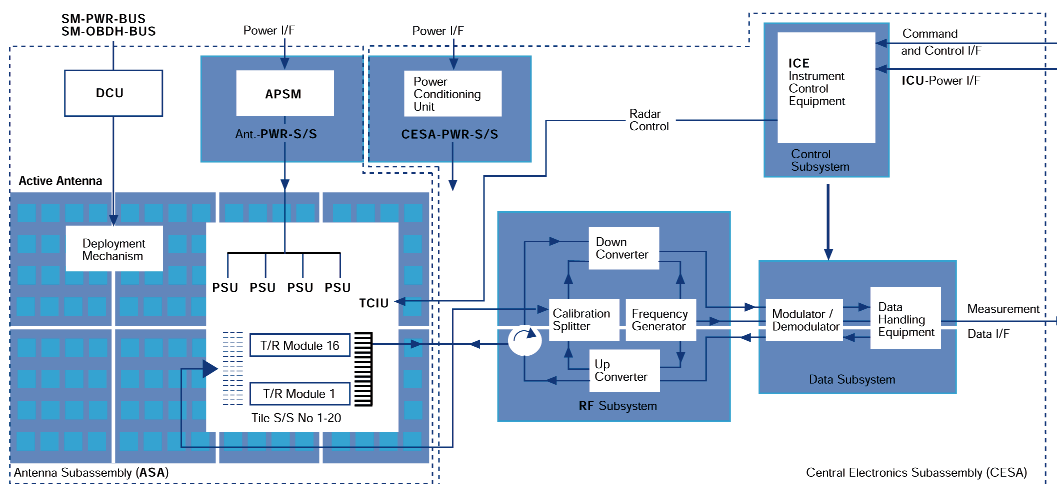 SM-PWR-BUS
SM-OBDH-BUS
Power I/F
Power I/F
Command
and Control I/F
ICU-Power I/F
DCU
APSM
Ant.-PWR-S/S
Power
Conditioning
Unit
CESA-PWR-S/S
Radar
Control
ICE
Instrument
Control
Equipment
Control
Subsystem
Active Antenna
Deployment
Mechanism
PSU PSU PSU PSU
TCIU
T/R Module 16
T/R Module 1
Tile S/S No 1-20
Down
Converter
Calibration
Splitter
Frequency
Generator
Up
Converter
RF Subsystem
Modulator /
Demodulator
Data
Handling
Equipment
Data Subsystem
Measurement
Data I/F
Antenna Subassembly (ASA)
Central Electronics Subassembly (CESA)